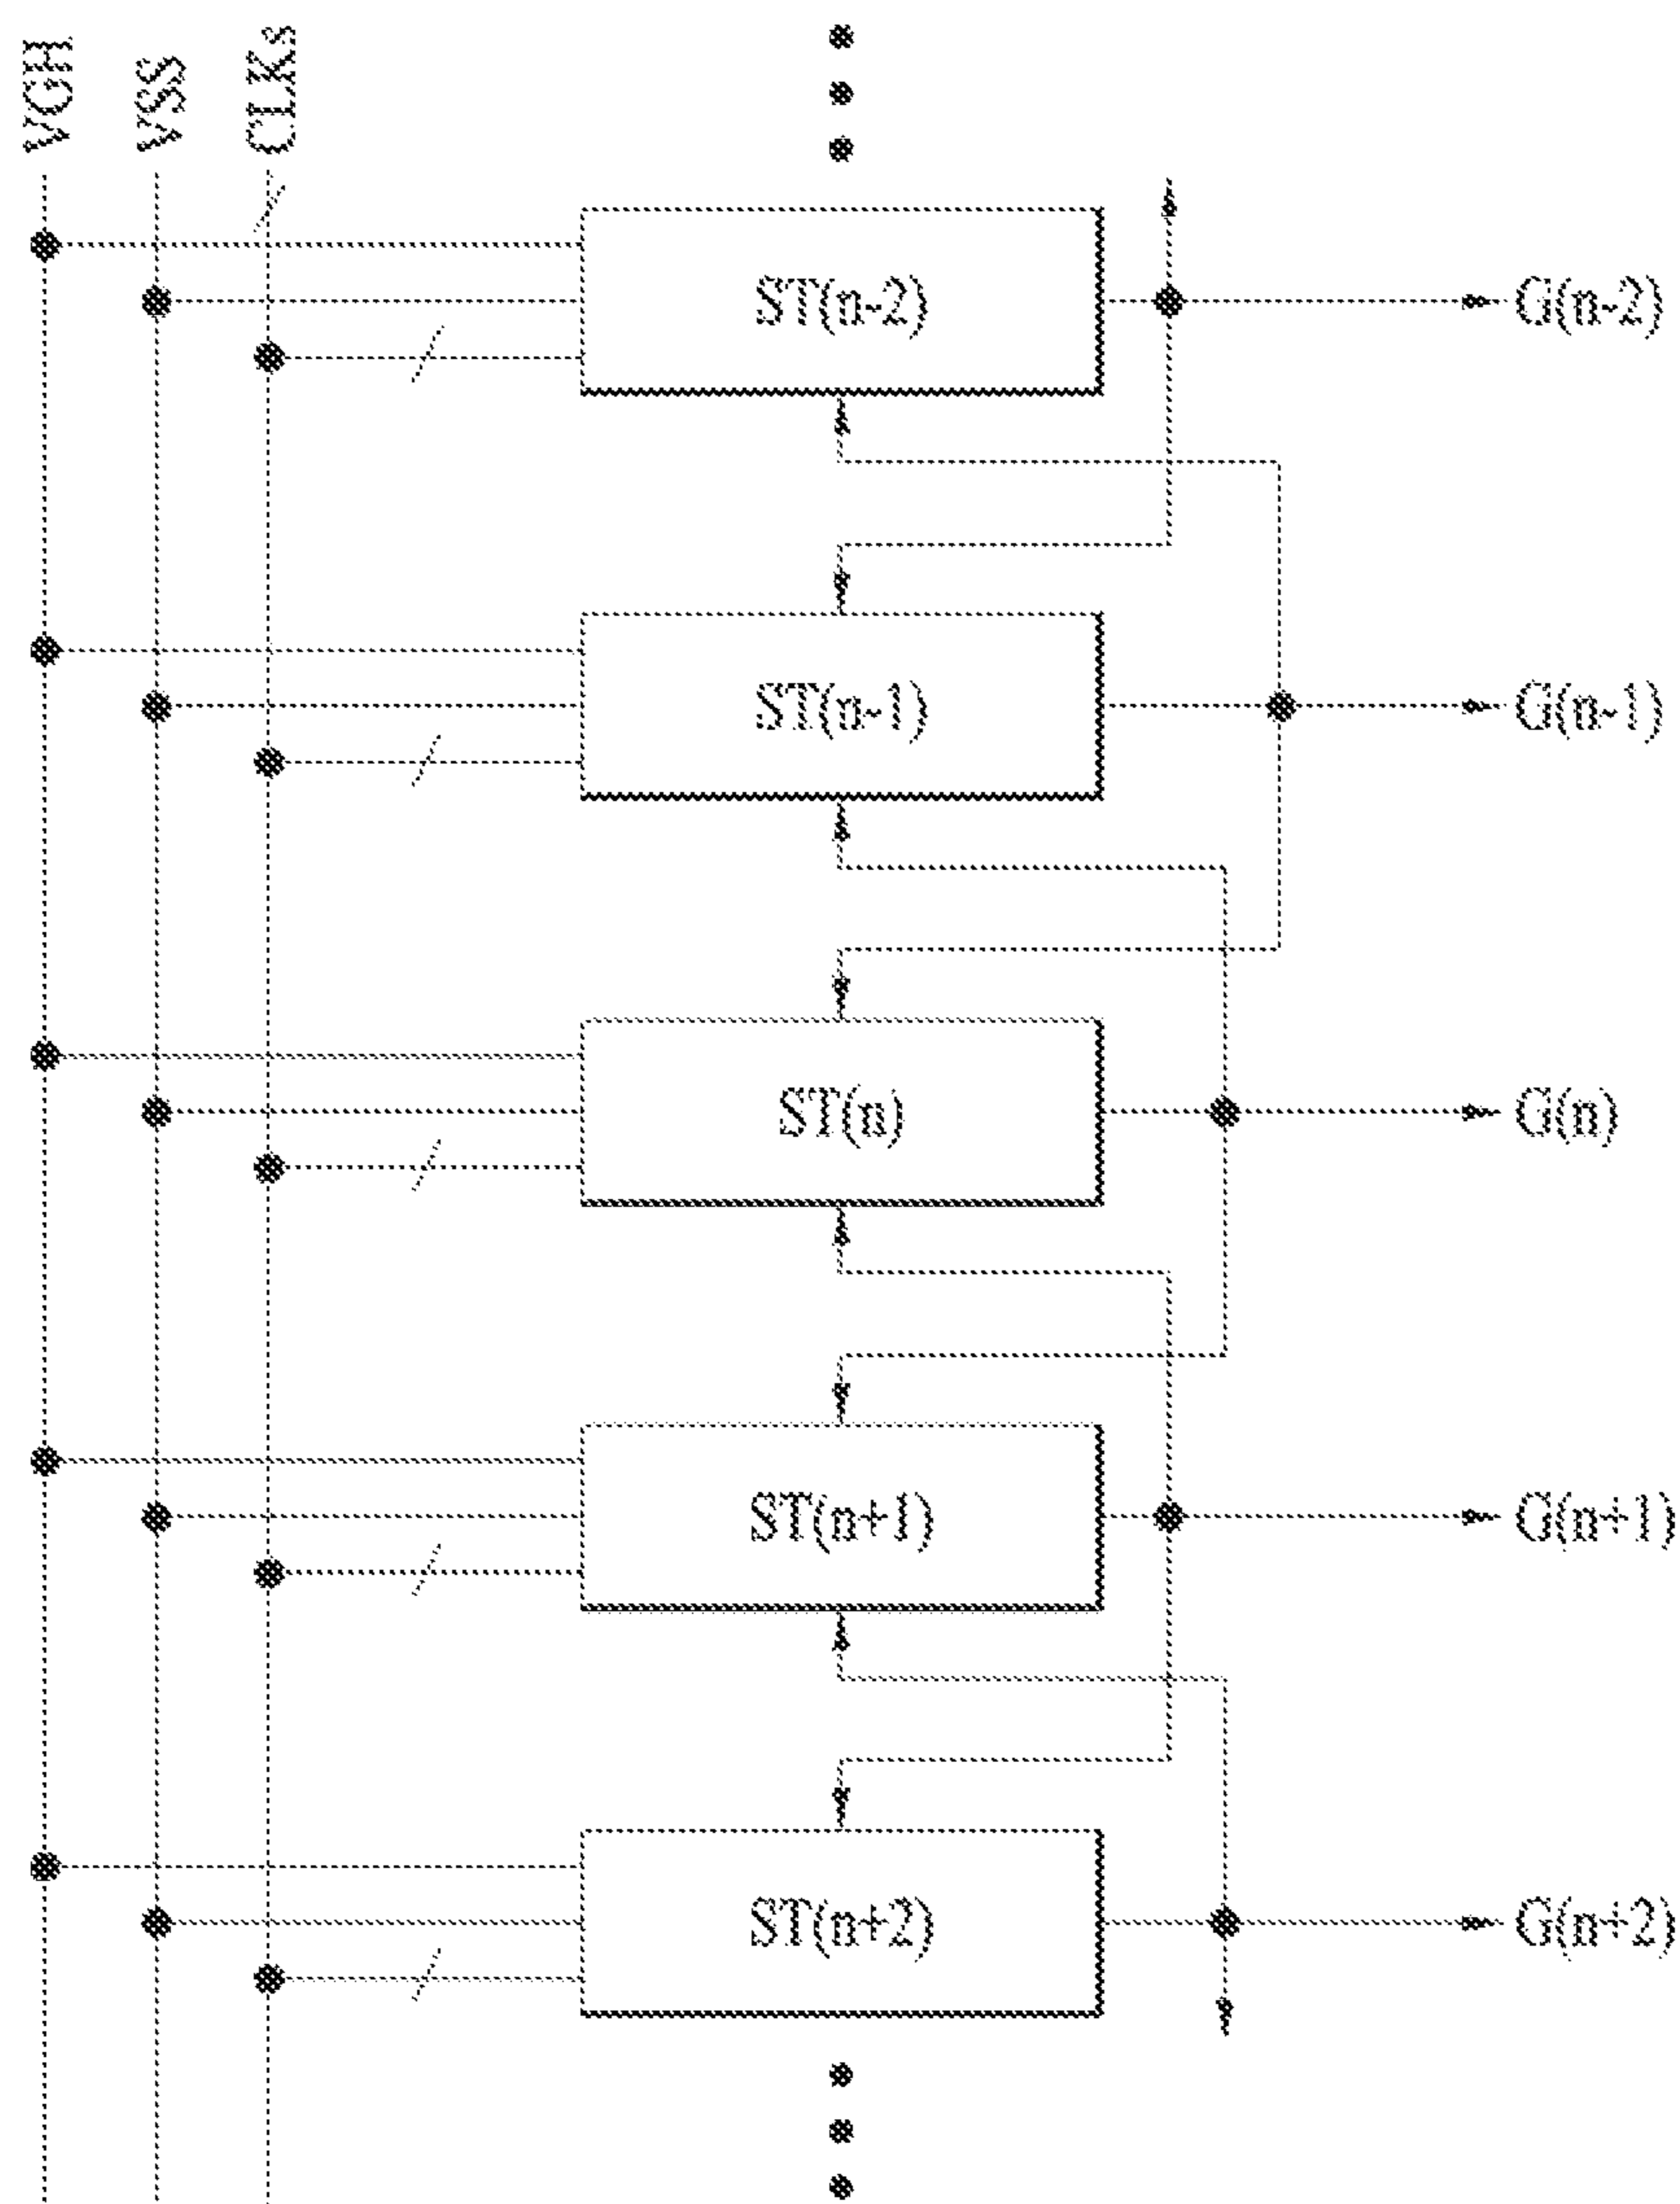 VGH
VSS
CLKs
ST(n-2)
G(n-2)
ST(n-1)
G(n-1)
ST(n)
G(n)
ST(n+1)
G(n+1)
ST(n+2)
G(n+2)